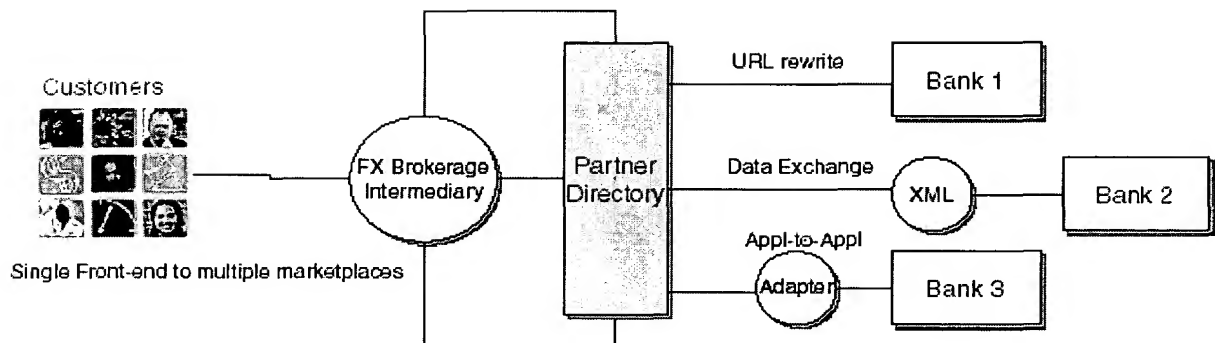 Customers
Single Front-end to multiple marketplaces
FX Brokerage
Intermediary
Partner
Directory
URL rewrite
Bank 1
Data Exchange
XML
Bank 2
Appl-to-Appl
Adapter
Bank 3